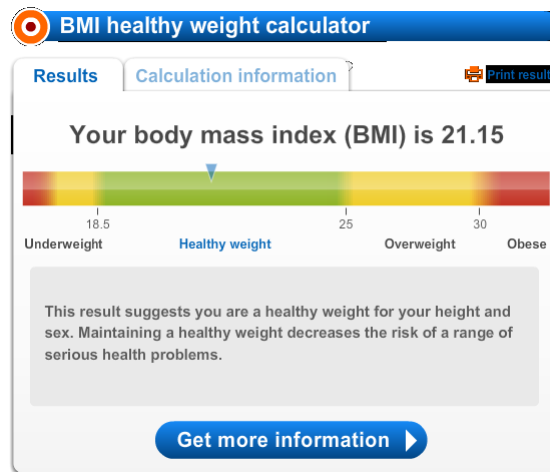 BMI healthy weight calculator
Results Calculation information Print result
Your body mass index (BMI) is 21.15
18.5 25 30
Underweight Healthy weight Overweight Obese
This result suggests you are a healthy weight for your height and
sex. Maintaining a healthy weight decreases the risk of a range of
serious health problems.
Get more information